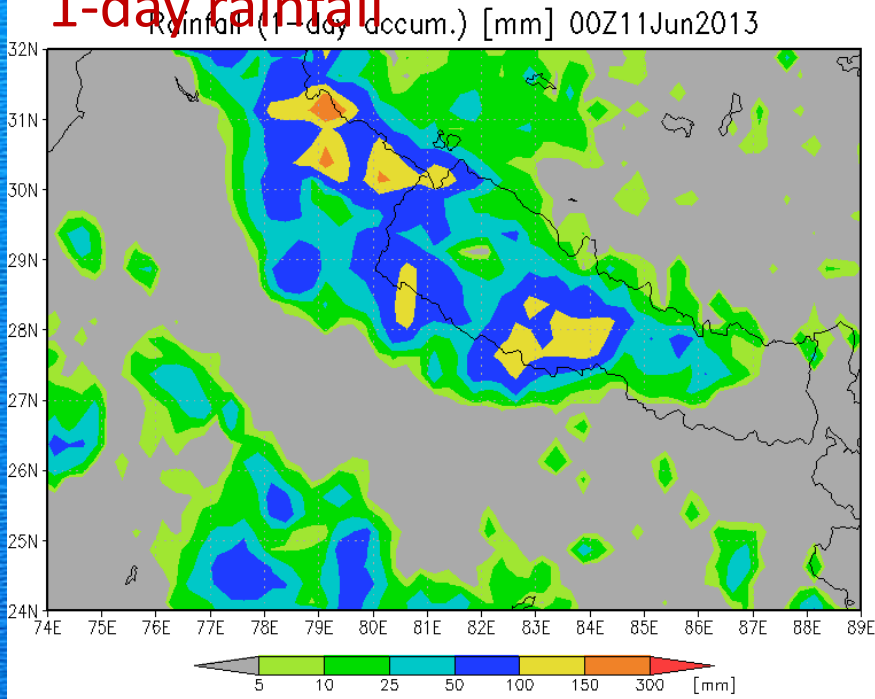 1-day rainfall
Rainfall (1-day accum.) [mm] 00Z11Jun2013
32N
31N
30N
29N
28N
27N
26N
25N
24N
74E 75E 76E 77E 78E 79E 80E 81E 82E 83E 84E 85E 86E 87E 88E 89E
5 10 25 50 100 150 300 [mm]